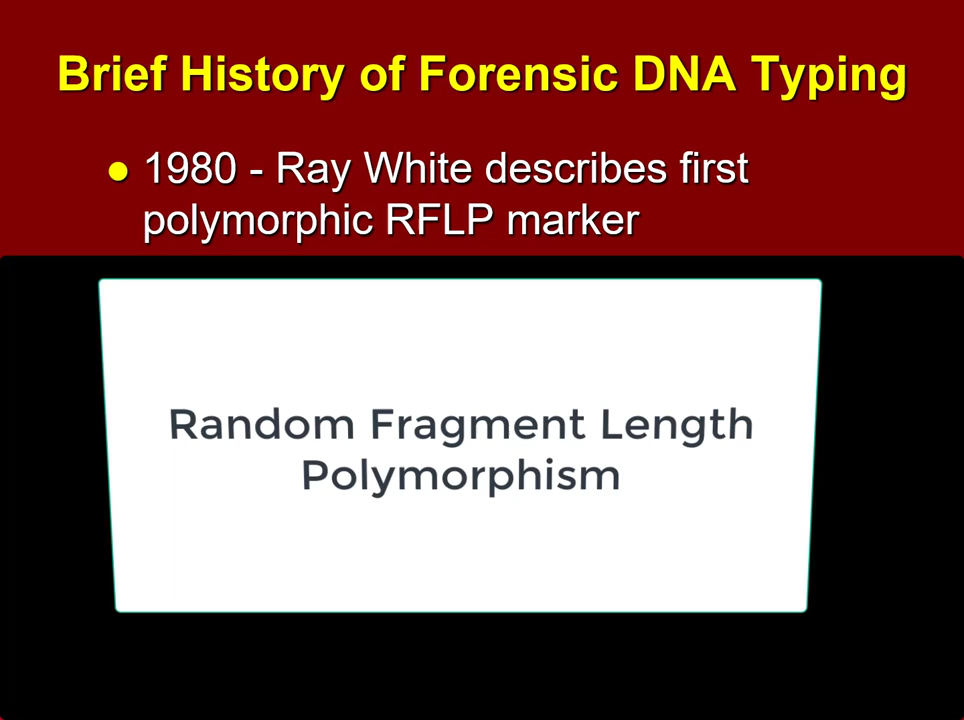 Brief History of Forensic DNA Typing
● 1980 - Ray White describes first
polymorphic RFLP marker
Random Fragment Length
Polymorphism